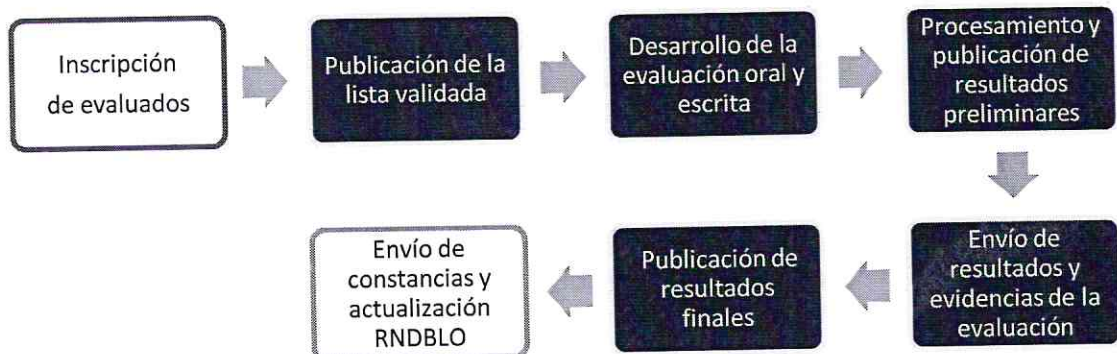 Inscripción
de evaluados
Publicación de la
lista validada
Desarrollo de la
evaluación oral y
escrita
Procesamiento y
publicación de
resultados
preliminares
Envío de
resultados y
evidencias de la
evaluación
Publicación de
resultados
finales
Envío de
constancias y
actualización
RNDBLO